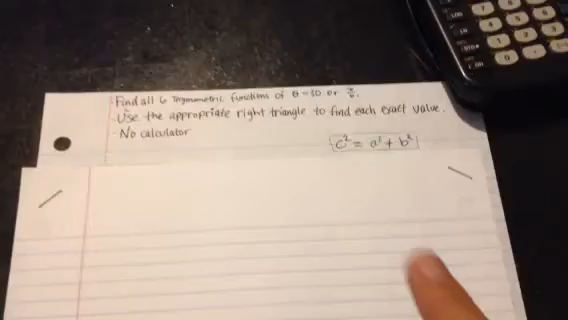 · Find all 6 Trigonometric functions of θ = 30 or π/6.
· Use the appropriate right triangle to find each exact value.
· No calculator
c² = a² + b²